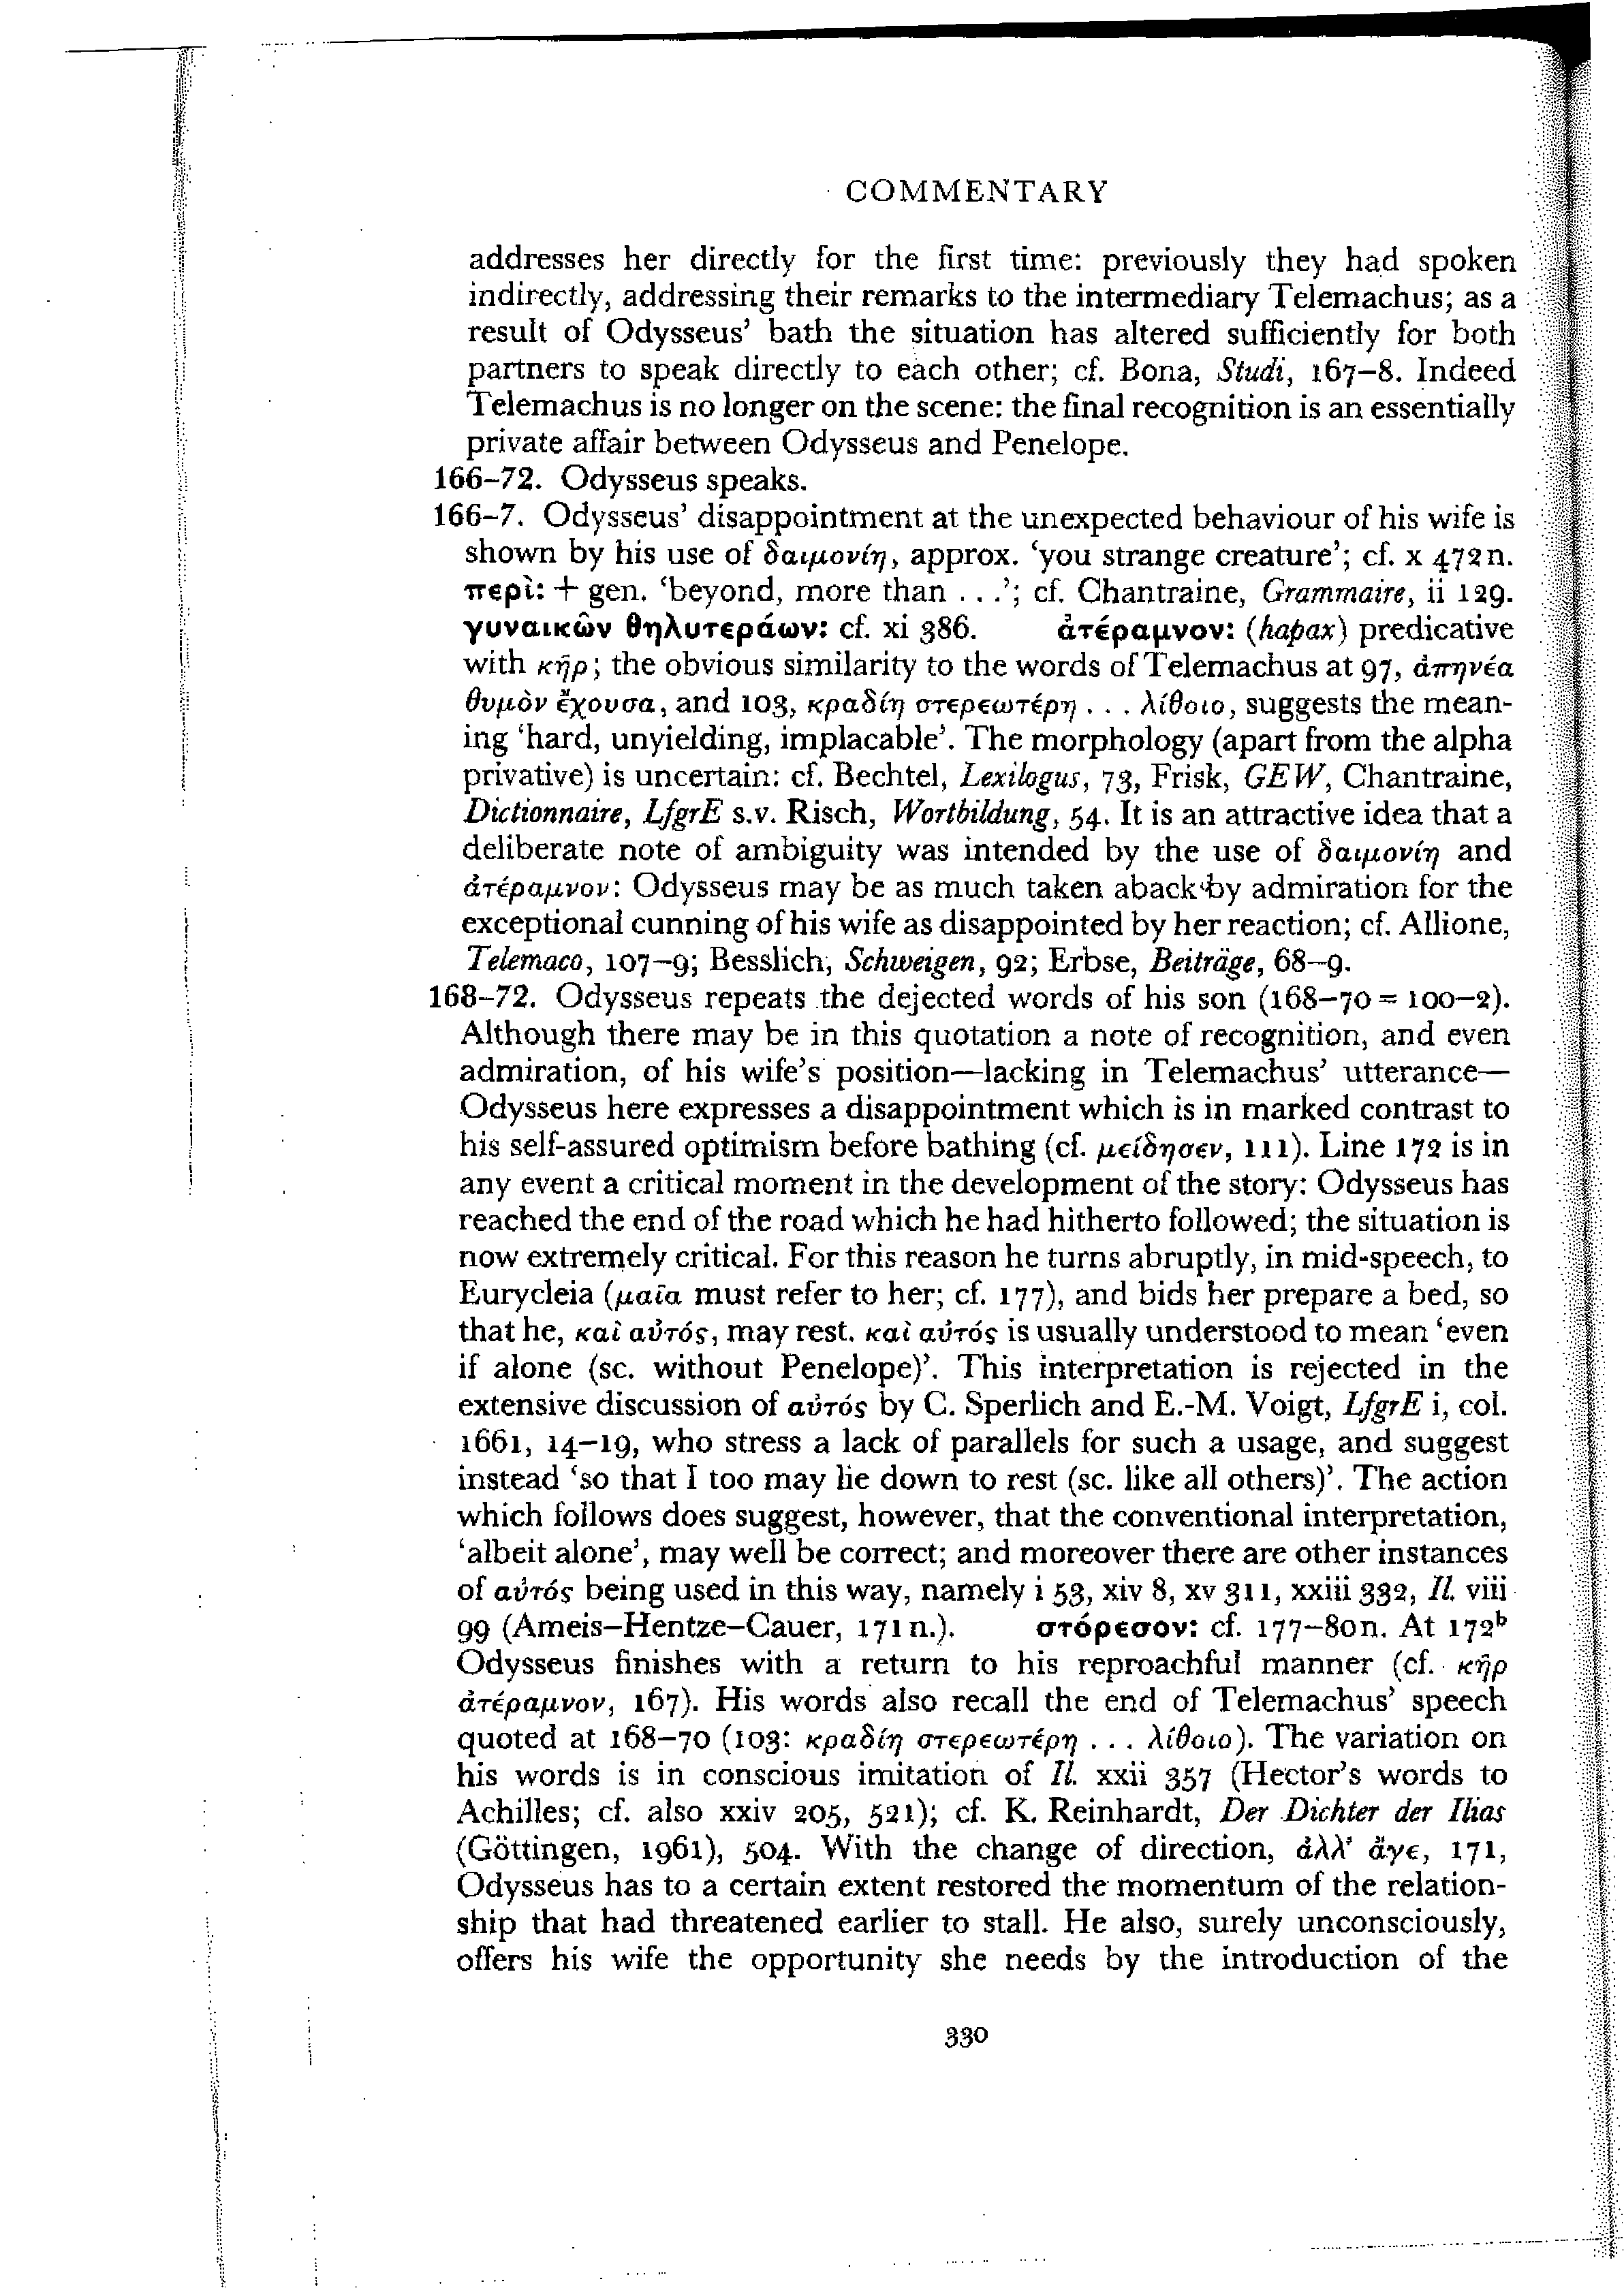 COMMENTARY
addresses her directly for the first time: previously they had spoken
indirectly, addressing their remarks to the intermediary Telemachus; as a
result of Odysseus’ bath the situation has altered sufficiently for both
partners to speak directly to each other; cf. Bona, Studi, 167–8. Indeed
Telemachus is no longer on the scene: the final recognition is an essentially
private affair between Odysseus and Penelope.
166–72. Odysseus speaks.
166–7. Odysseus’ disappointment at the unexpected behaviour of his wife is
shown by his use of δαιμονίη, approx. ‘you strange creature’; cf. x 472 n.
περὶ: + gen. ‘beyond, more than . . .’; cf. Chantraine, Grammaire, ii 129.
γυναικῶν θηλυτεράων: cf. xi 386. ἀτέραμνον: (hapax) predicative
with κῆρ; the obvious similarity to the words of Telemachus at 97, ἀπηνέα
θυμὸν ἔχουσα, and 103, κραδίη στερεωτέρη . . . λίθοιο, suggests the mean-
ing ‘hard, unyielding, implacable’. The morphology (apart from the alpha
privative) is uncertain: cf. Bechtel, Lexilogus, 73, Frisk, GEW, Chantraine,
Dictionnaire, LfgrE s.v. Risch, Wortbildung, 54. It is an attractive idea that a
deliberate note of ambiguity was intended by the use of δαιμονίη and
ἀτέραμνον: Odysseus may be as much taken aback by admiration for the
exceptional cunning of his wife as disappointed by her reaction; cf. Allione,
Telemaco, 107–9; Besslich, Schweigen, 92; Erbse, Beiträge, 68–9.
168–72. Odysseus repeats the dejected words of his son (168–70 = 100–2).
Although there may be in this quotation a note of recognition, and even
admiration, of his wife’s position—lacking in Telemachus’ utterance—
Odysseus here expresses a disappointment which is in marked contrast to
his self-assured optimism before bathing (cf. μείδησεν, 111). Line 172 is in
any event a critical moment in the development of the story: Odysseus has
reached the end of the road which he had hitherto followed; the situation is
now extremely critical. For this reason he turns abruptly, in mid-speech, to
Eurycleia (μαῖα must refer to her; cf. 177), and bids her prepare a bed, so
that he, καὶ αὐτός, may rest. καὶ αὐτός is usually understood to mean ‘even
if alone (sc. without Penelope)’. This interpretation is rejected in the
extensive discussion of αὐτός by C. Sperlich and E.-M. Voigt, LfgrE i, col.
1661, 14–19, who stress a lack of parallels for such a usage, and suggest
instead ‘so that I too may lie down to rest (sc. like all others)’. The action
which follows does suggest, however, that the conventional interpretation,
‘albeit alone’, may well be correct; and moreover there are other instances
of αὐτός being used in this way, namely i 53, xiv 8, xv 311, xxiii 332, Il. viii
99 (Ameis–Hentze–Cauer, 171 n.). στόρεσον: cf. 177–80n. At 172ᵇ
Odysseus finishes with a return to his reproachful manner (cf. κῆρ
ἀτέραμνον, 167). His words also recall the end of Telemachus’ speech
quoted at 168–70 (103: κραδίη στερεωτέρη . . . λίθοιο). The variation on
his words is in conscious imitation of Il. xxii 357 (Hector’s words to
Achilles; cf. also xxiv 205, 521); cf. K. Reinhardt, Der Dichter der Ilias
(Göttingen, 1961), 504. With the change of direction, ἀλλ’ ἄγε, 171,
Odysseus has to a certain extent restored the momentum of the relation-
ship that had threatened earlier to stall. He also, surely unconsciously,
offers his wife the opportunity she needs by the introduction of the
330